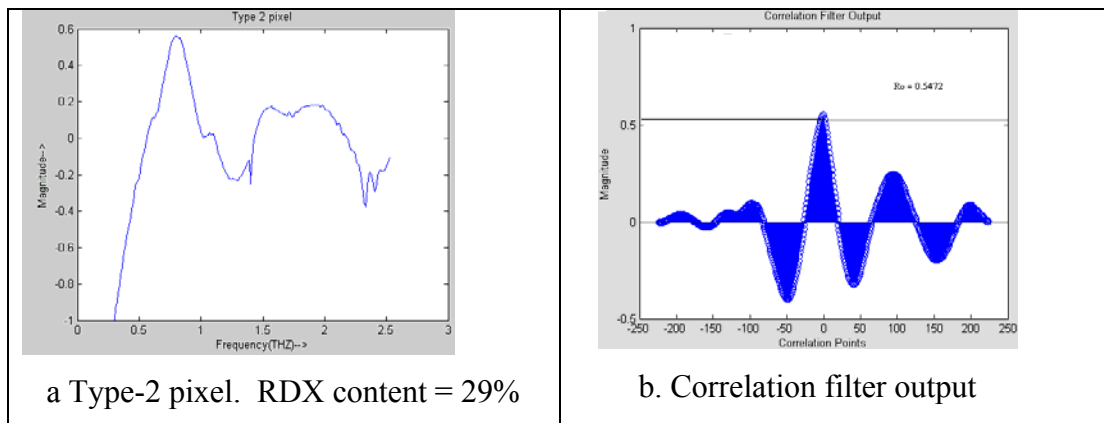 Type 2 pixel
0.6
0.4
0.2
0
-0.2
-0.4
-0.6
-0.8
-1
Magnitude-->
0 0.5 1 1.5 2 2.5 3
Frequency(THZ)-->
a Type-2 pixel. RDX content = 29%
Correlation Filter Output
1
0.5
0
-0.5
Magnitude
Ro = 0.5472
-250 -200 -150 -100 -50 0 50 100 150 200 250
Correlation Points
b. Correlation filter output